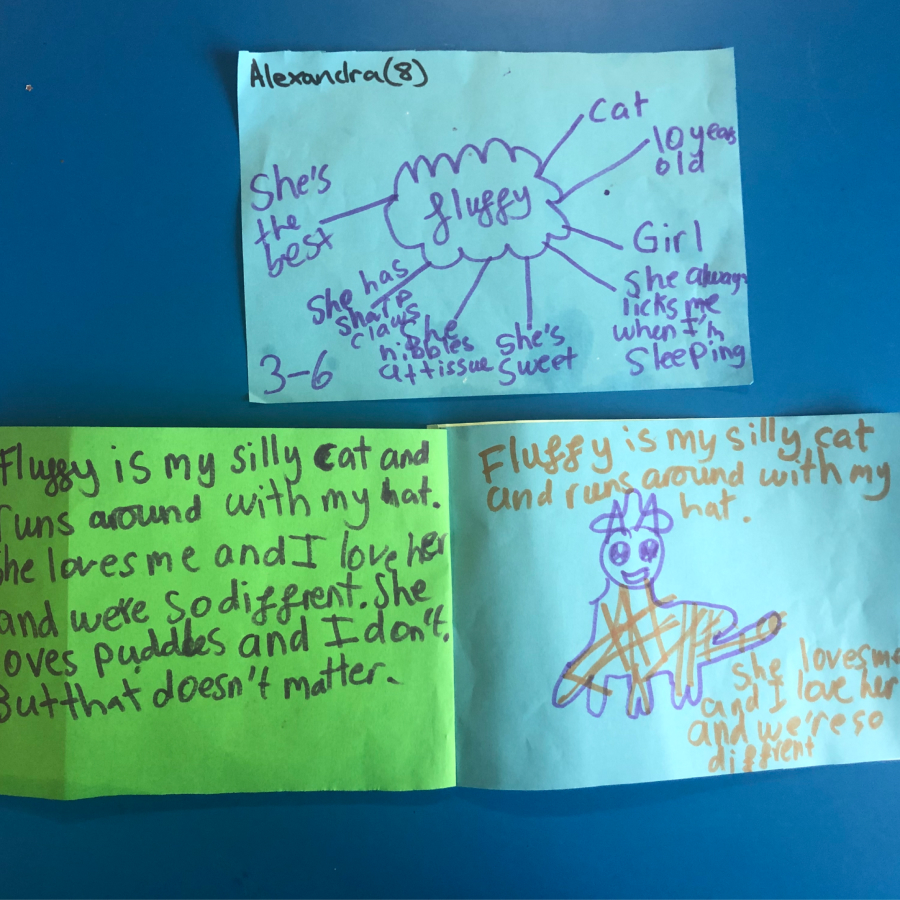 Alexandra(8)
fluffy
Cat
10 years
old
Girl
She always
licks me
when I'm
Sleeping
She's
Sweet
She
nibbles
attissue
She has
sharp
claws
She's
the
best
3-6
Fluffy is my silly cat and
runs around with my hat.
She loves me and I love her
and we're so diffrent. She
loves puddles and I don't.
But that doesn't matter.
Fluffy is my silly cat
and runs around with my
hat.
She loves me
and I love her
and we're so
diffrent